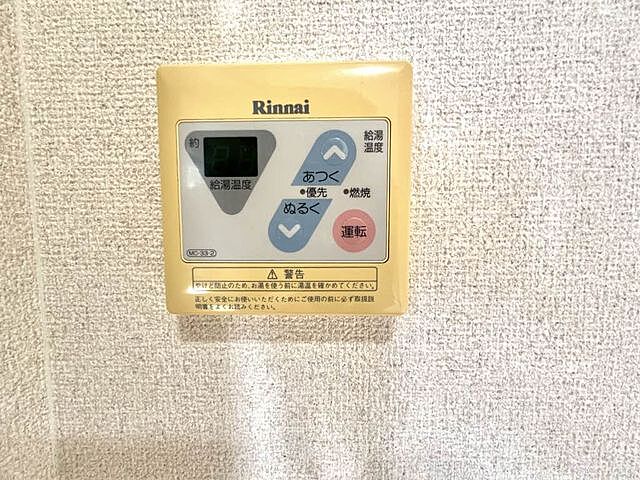 Rinnai
約
給湯温度
給湯
温度
あつく
優先 燃焼
ぬるく
運転
MC-33-2
警告
やけど防止のため、お湯を使う前に湯温を確かめてください。
正しく安全にお使いいただくためにご使用の前に必ず取扱説
明書をよくお読みください。